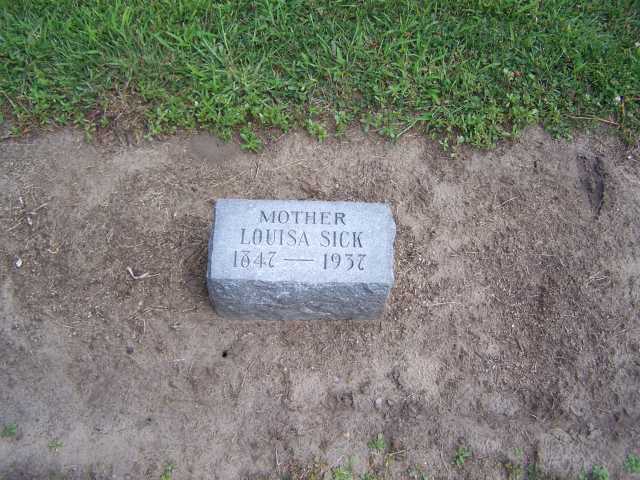 MOTHER
LOUISA SICK
1847 — 1937